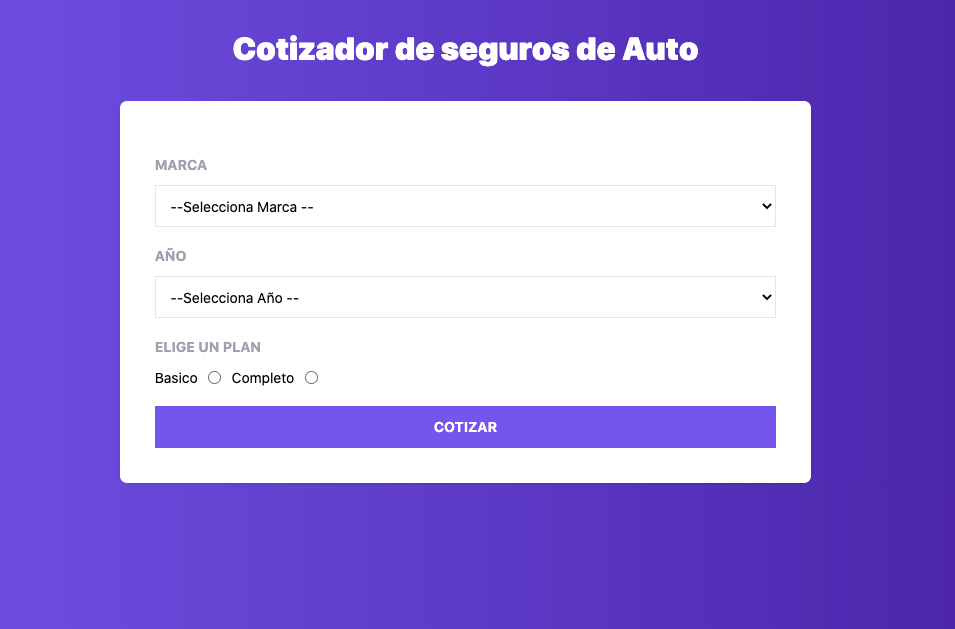 Cotizador de seguros de Auto
MARCA
--Selecciona Marca --
AÑO
--Selecciona Año --
ELIGE UN PLAN
Basico Completo
COTIZAR